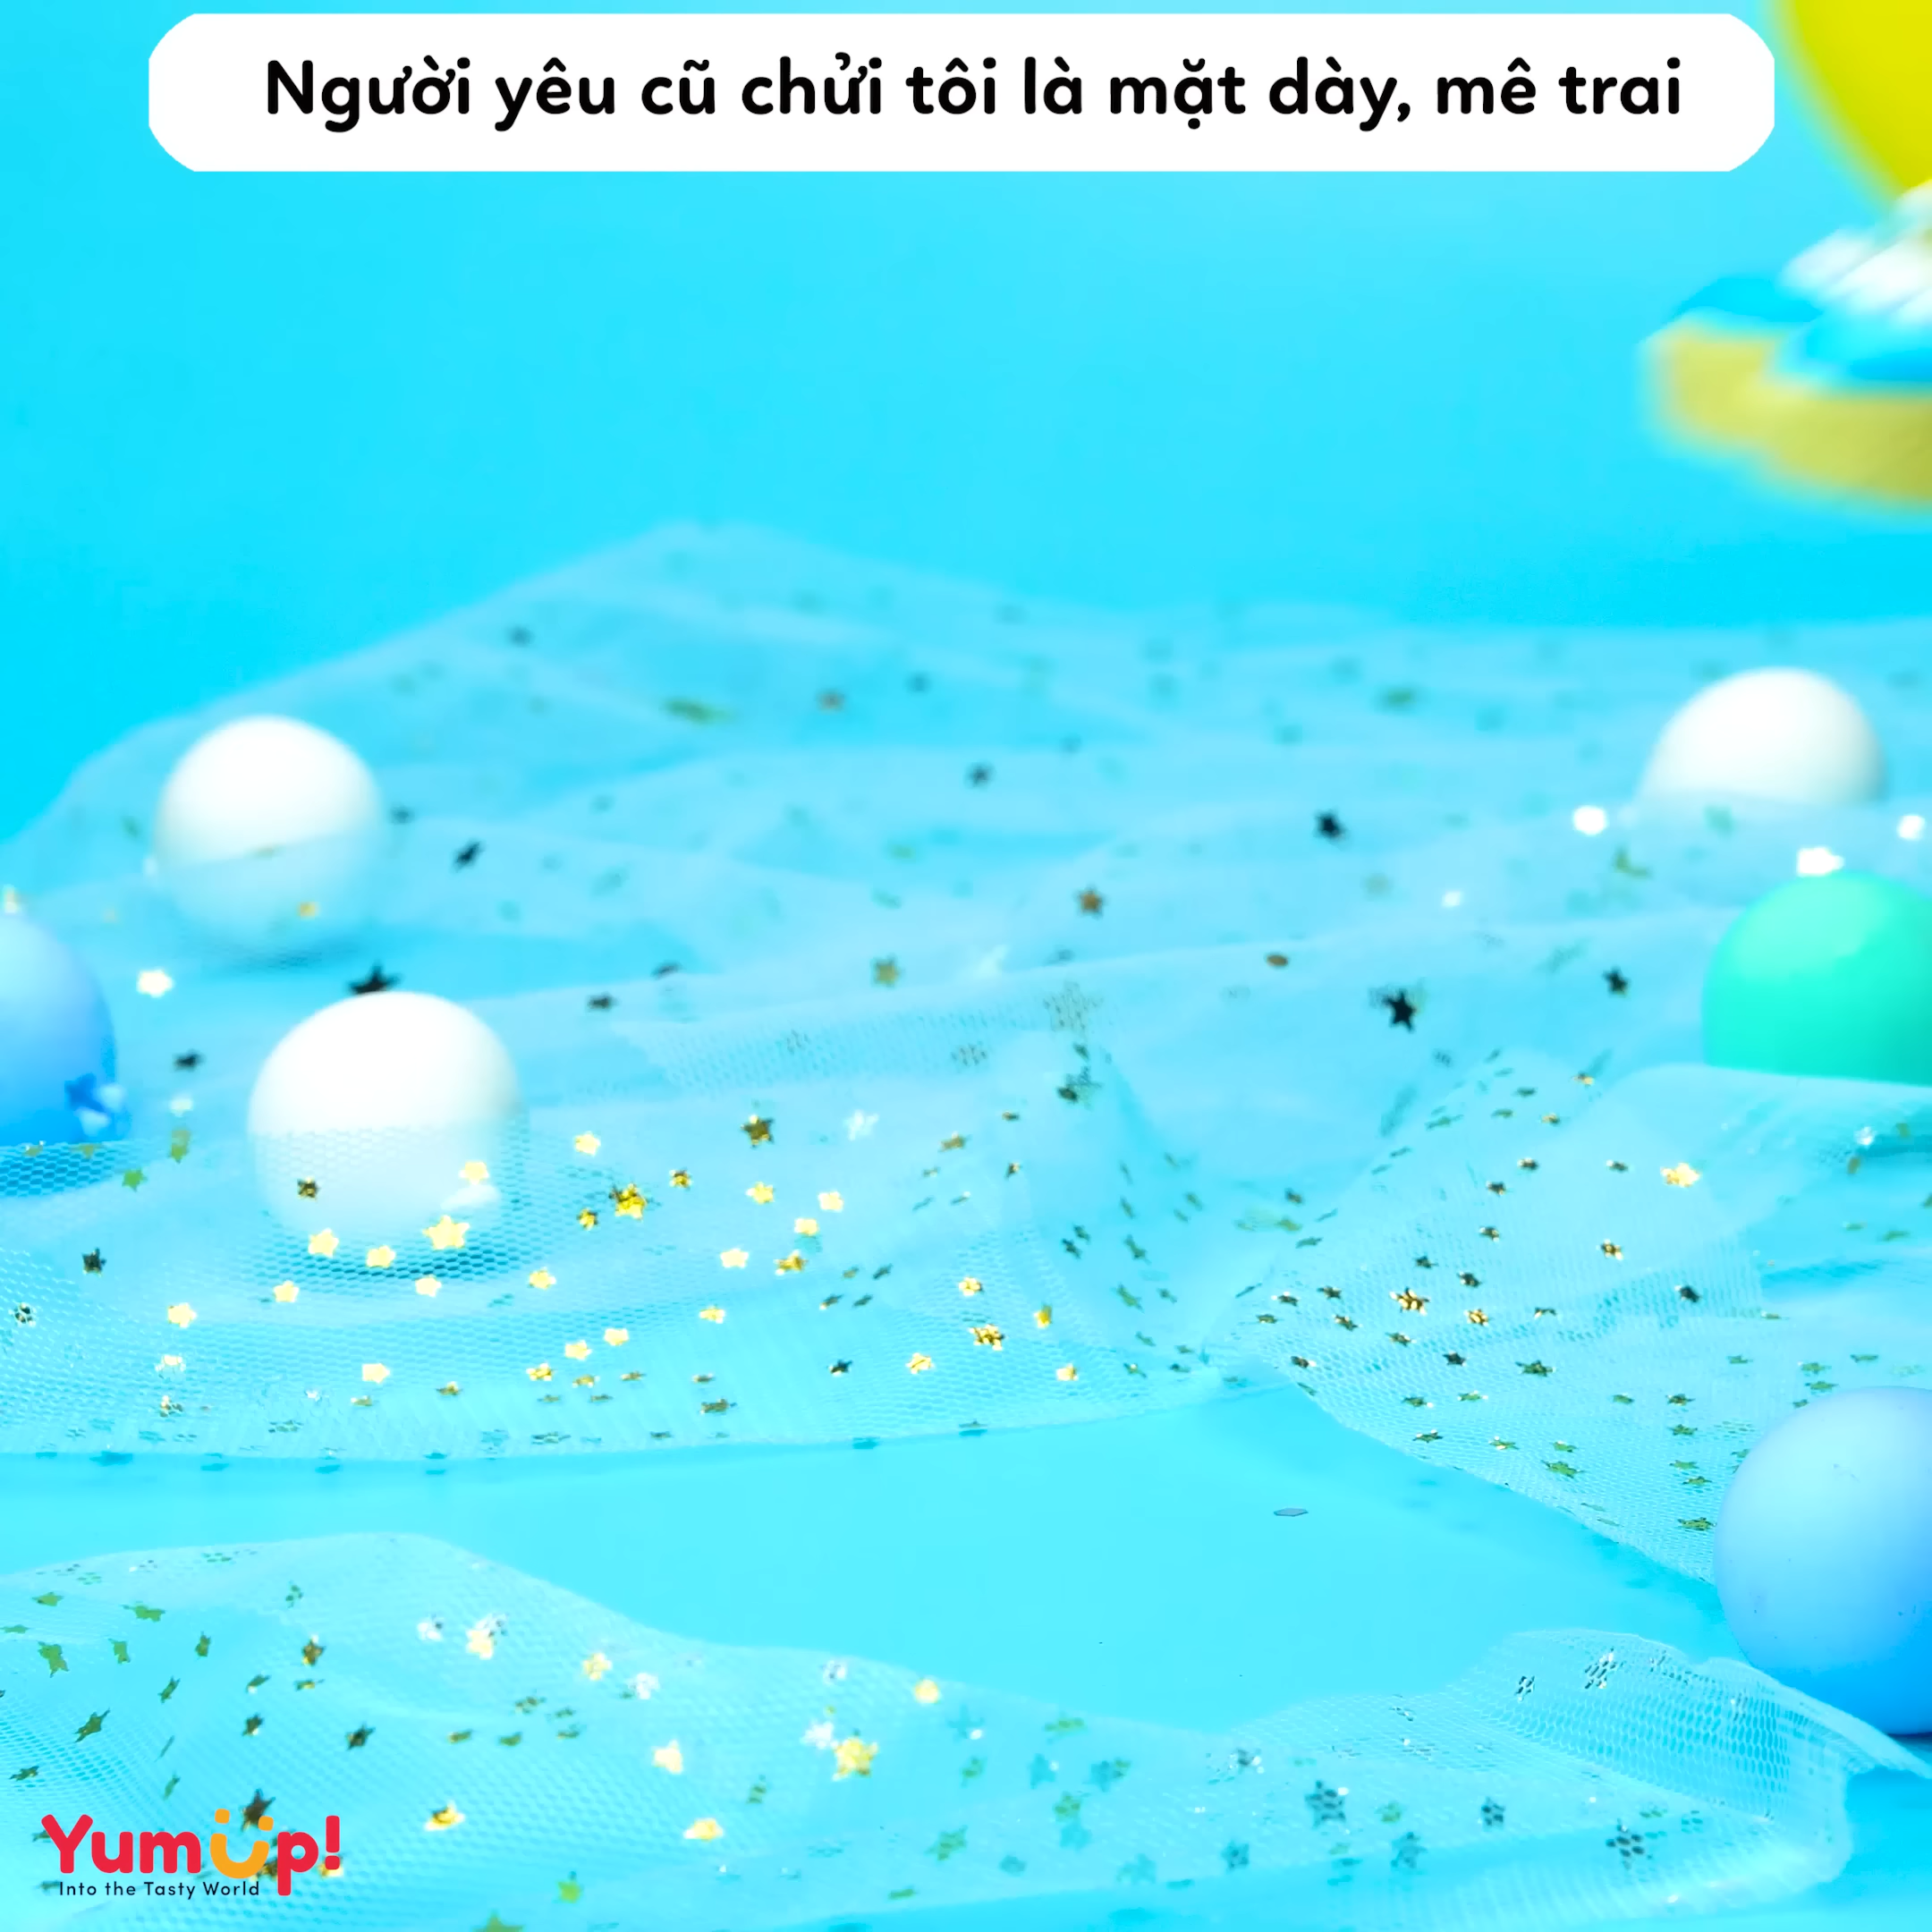 Người yêu cũ chửi tôi là mặt dày, mê trai
YumUp!
Into the Tasty World